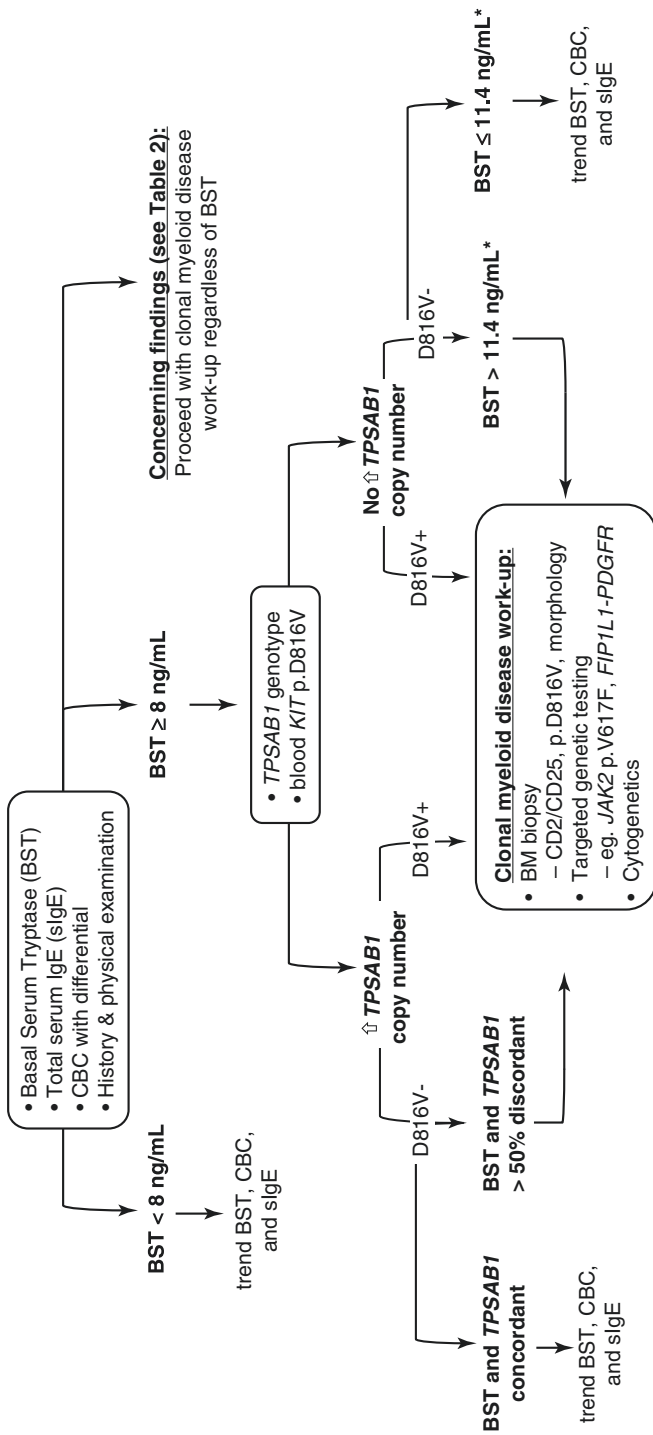 • Basal Serum Tryptase (BST)
• Total serum IgE (sIgE)
• CBC with differential
• History & physical examination
BST < 8 ng/mL
trend BST, CBC,
and sIgE
BST ≥ 8 ng/mL
Concerning findings (see Table 2):
Proceed with clonal myeloid disease
work-up regardless of BST
• TPSAB1 genotype
• blood KIT p.D816V
⇧ TPSAB1
copy number
No ⇧ TPSAB1
copy number
D816V-
D816V+
D816V+
D816V-
BST and TPSAB1
concordant
trend BST, CBC,
and sIgE
BST and TPSAB1
> 50% discordant
BST > 11.4 ng/mL*
BST ≤ 11.4 ng/mL*
trend BST, CBC,
and sIgE
Clonal myeloid disease work-up:
• BM biopsy
– CD2/CD25, p.D816V, morphology
• Targeted genetic testing
– eg. JAK2 p.V617F, FIP1L1-PDGFR
• Cytogenetics